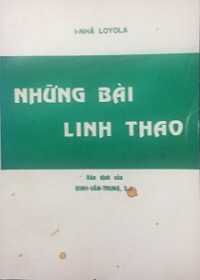 I-NHÃ LOYOLA
NHỮNG BÀI
LINH THAO
Bản dịch của
ĐINH-VĂN-TRUNG, S.J.